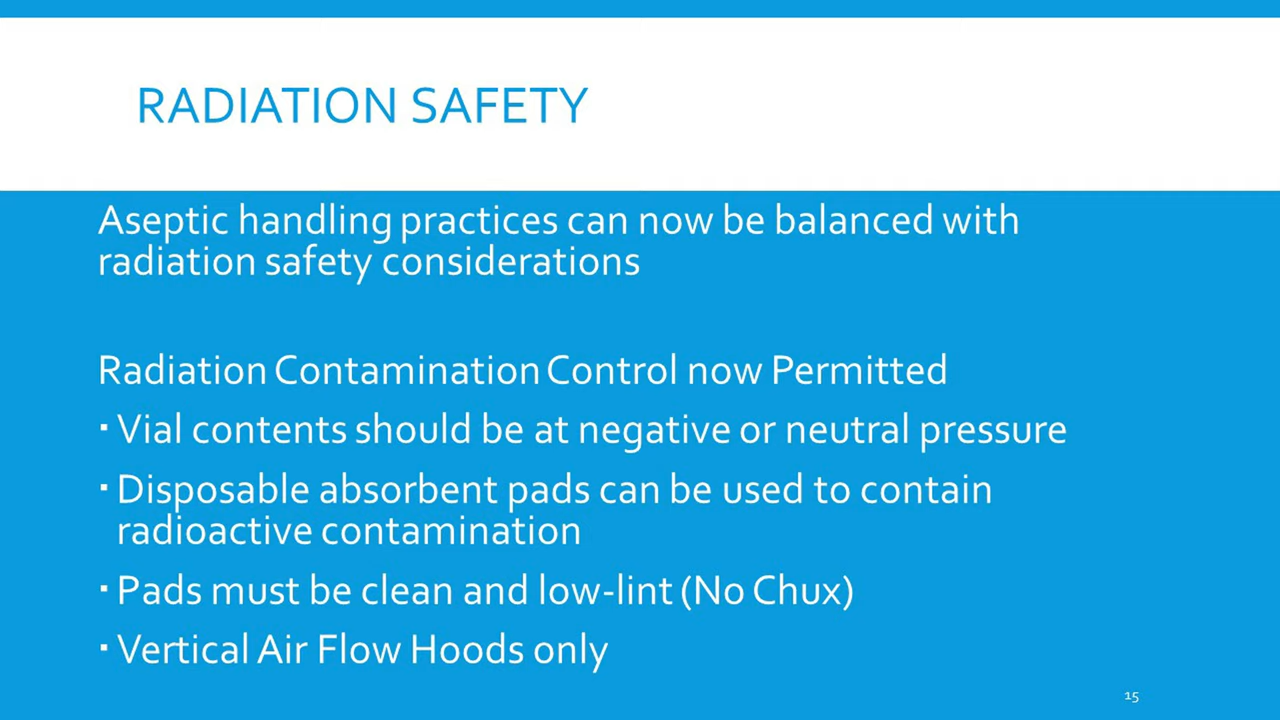 RADIATION SAFETY
Aseptic handling practices can now be balanced with
radiation safety considerations
Radiation Contamination Control now Permitted
▪ Vial contents should be at negative or neutral pressure
▪ Disposable absorbent pads can be used to contain
radioactive contamination
▪ Pads must be clean and low-lint (No Chux)
▪ Vertical Air Flow Hoods only
15